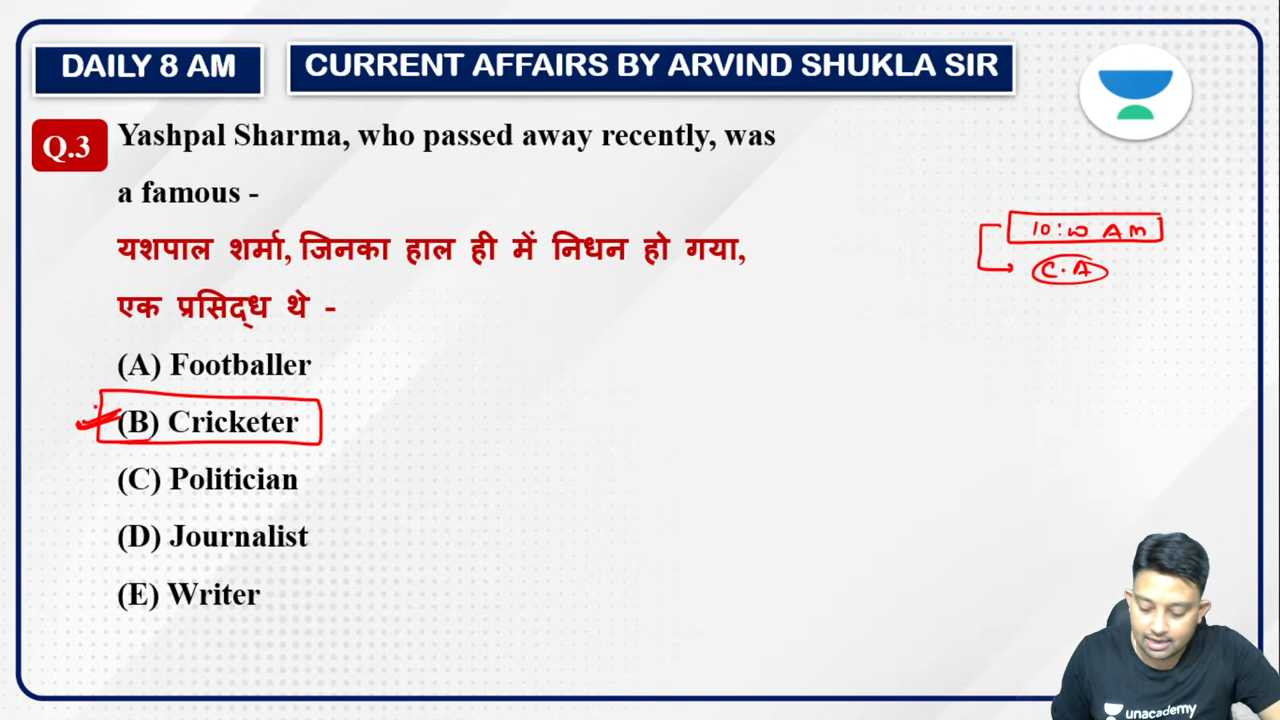 DAILY 8 AM
CURRENT AFFAIRS BY ARVIND SHUKLA SIR
Q.3
Yashpal Sharma, who passed away recently, was
a famous -
यशपाल शर्मा, जिनका हाल ही में निधन हो गया,
एक प्रसिद्ध थे -
(A) Footballer
(B) Cricketer
(C) Politician
(D) Journalist
(E) Writer
10:00 AM
C.A
unacademy